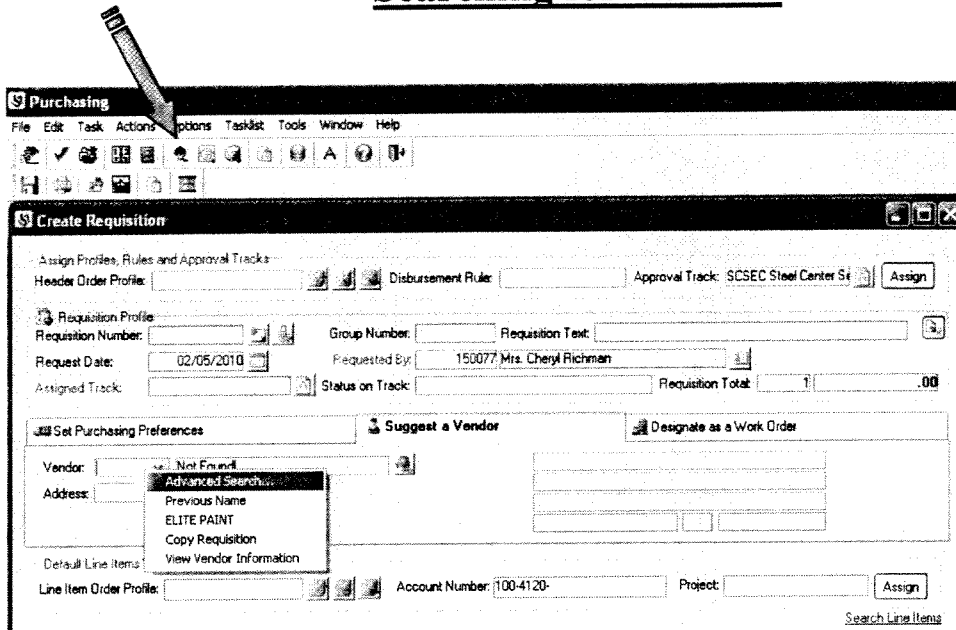 Purchasing
File Edit Task Actions Options Tasklist Tools Window Help
Create Requisition
Assign Profiles, Rules and Approval Tracks
Header Order Profile: Disbursement Rule: Approval Track: SCSEC Steel Center Se Assign
Requisition Profile
Requisition Number: Group Number: Requisition Text:
Request Date: 02/05/2010 Requested By: 150077 Mrs. Cheryl Richman
Assigned Track: Status on Track: Requisition Total: 1 .00
Set Purchasing Preferences Suggest a Vendor Designate as a Work Order
Vendor: Not Found
Address:
Advanced Search...
Previous Name
ELITE PAINT
Copy Requisition
View Vendor Information
Default Line Items
Line Item Order Profile: Account Number: 100-4120- Project: Assign
Search Line Items